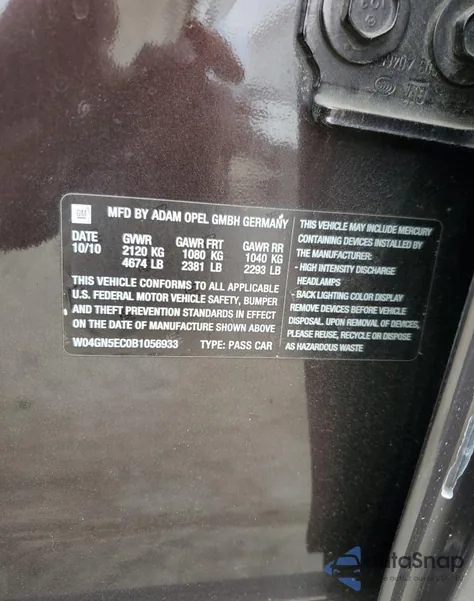 GM
MFD BY ADAM OPEL GMBH GERMANY
DATE GVWR GAWR FRT GAWR RR
10/10 2120 KG 1080 KG 1040 KG
4674 LB 2381 LB 2293 LB
THIS VEHICLE CONFORMS TO ALL APPLICABLE
U.S. FEDERAL MOTOR VEHICLE SAFETY, BUMPER
AND THEFT PREVENTION STANDARDS IN EFFECT
ON THE DATE OF MANUFACTURE SHOWN ABOVE
W04GN5EC0B1056933 TYPE: PASS CAR
THIS VEHICLE MAY INCLUDE MERCURY
CONTAINING DEVICES INSTALLED BY
THE MANUFACTURER:
- HIGH INTENSITY DISCHARGE
HEADLAMPS
- BACK LIGHTING COLOR DISPLAY
REMOVE DEVICES BEFORE VEHICLE
DISPOSAL. UPON REMOVAL OF DEVICES,
PLEASE REUSE, RECYCLE OR DISPOSE
AS HAZARDOUS WASTE
DataSnap